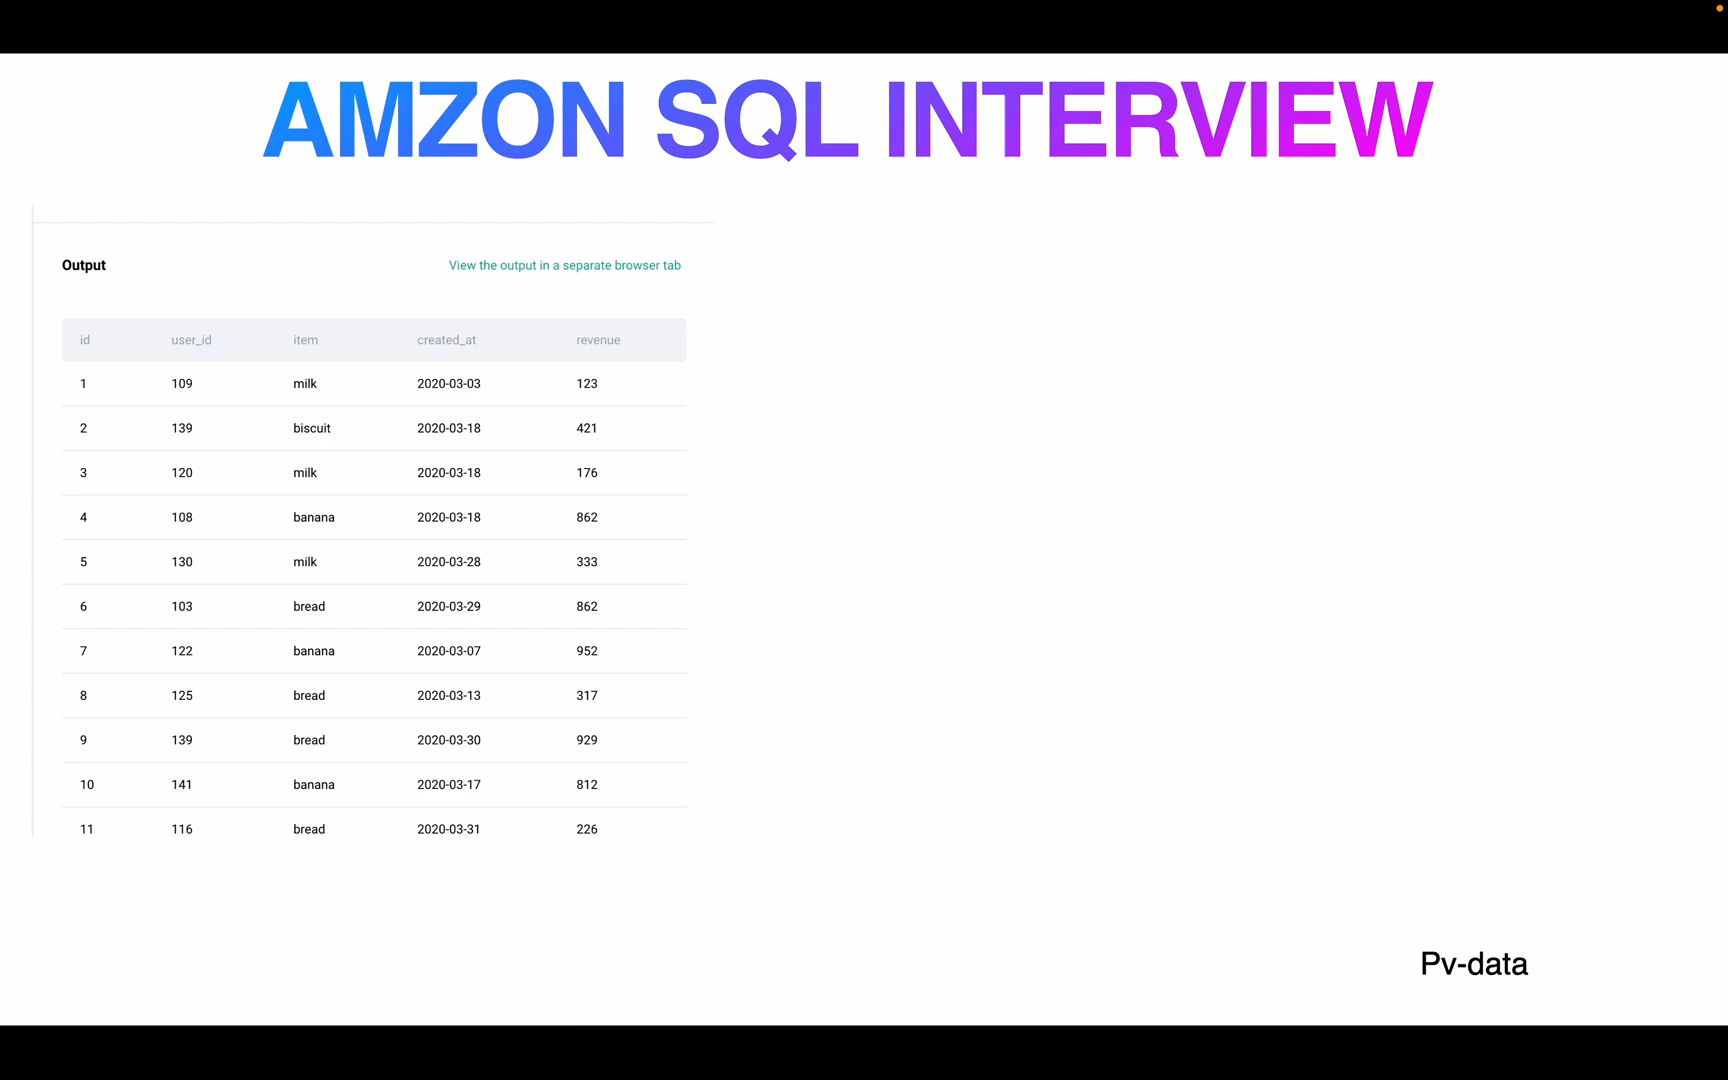 AMZON SQL INTERVIEW
Output View the output in a separate browser tab
id user_id item created_at revenue
1 109 milk 2020-03-03 123
2 139 biscuit 2020-03-18 421
3 120 milk 2020-03-18 176
4 108 banana 2020-03-18 862
5 130 milk 2020-03-28 333
6 103 bread 2020-03-29 862
7 122 banana 2020-03-07 952
8 125 bread 2020-03-13 317
9 139 bread 2020-03-30 929
10 141 banana 2020-03-17 812
11 116 bread 2020-03-31 226
Pv-data